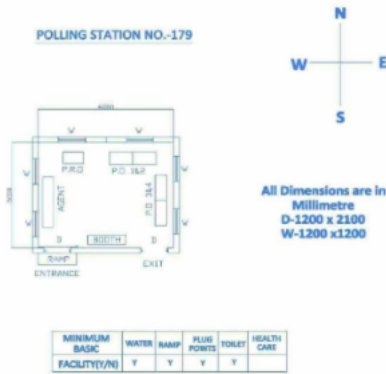 POLLING STATION NO.-179
N
W
E
S
W
W
P.R.O
P.O. 1&2
W
W
AGENT
P.O. 3&4
W
W
D
BOOTH
D
RAMP
ENTRANCE
EXIT
All Dimensions are in
Millimetre
D-1200 x 2100
W-1200 x1200
MINIMUM BASIC WATER RAMP PLUG POINTS TOILET HEALTH CARE
FACILITY(Y/N) Y Y Y Y